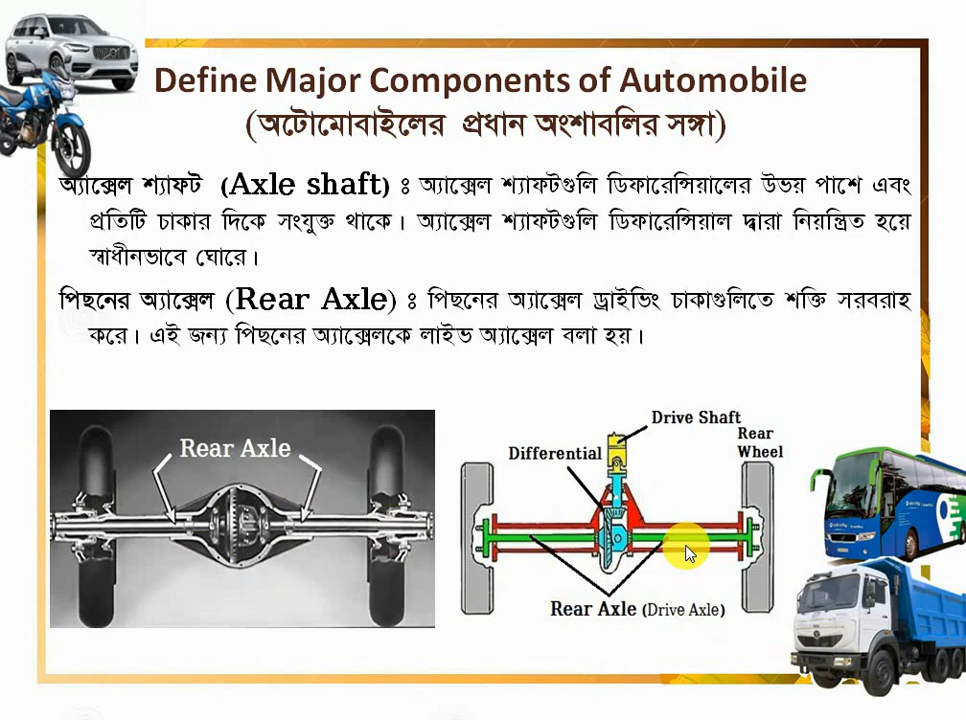 Define Major Components of Automobile
(অটোমোবাইলের প্রধান অংশাবলির সঙ্গা)
অ্যাক্সেল শ্যাফট (Axle shaft) ঃ অ্যাক্সেল শ্যাফটগুলি ডিফারেন্সিয়ালের উভয় পাশে এবং
প্রতিটি চাকার দিকে সংযুক্ত থাকে। অ্যাক্সেল শ্যাফটগুলি ডিফারেন্সিয়াল দ্বারা নিয়ন্ত্রিত হয়ে
স্বাধীনভাবে ঘোরে।
পিছনের অ্যাক্সেল (Rear Axle) ঃ পিছনের অ্যাক্সেল ড্রাইভিং চাকাগুলিতে শক্তি সরবরাহ
করে। এই জন্য পিছনের অ্যাক্সেলকে লাইভ অ্যাক্সেল বলা হয়।
Rear Axle
Drive Shaft
Differential
Rear
Wheel
Rear Axle (Drive Axle)